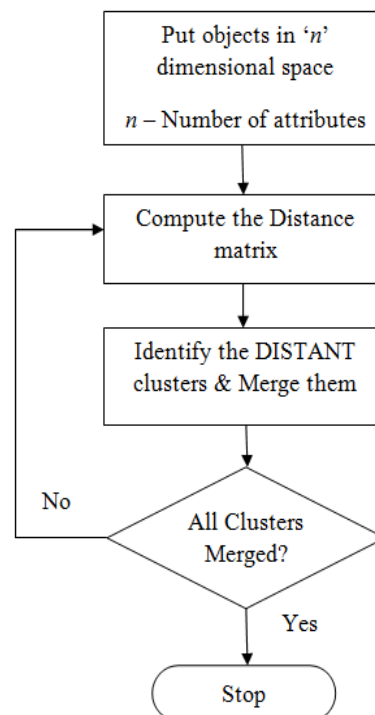 Put objects in ‘n’
dimensional space
n – Number of attributes
Compute the Distance
matrix
Identify the DISTANT
clusters & Merge them
No
All Clusters
Merged?
Yes
Stop